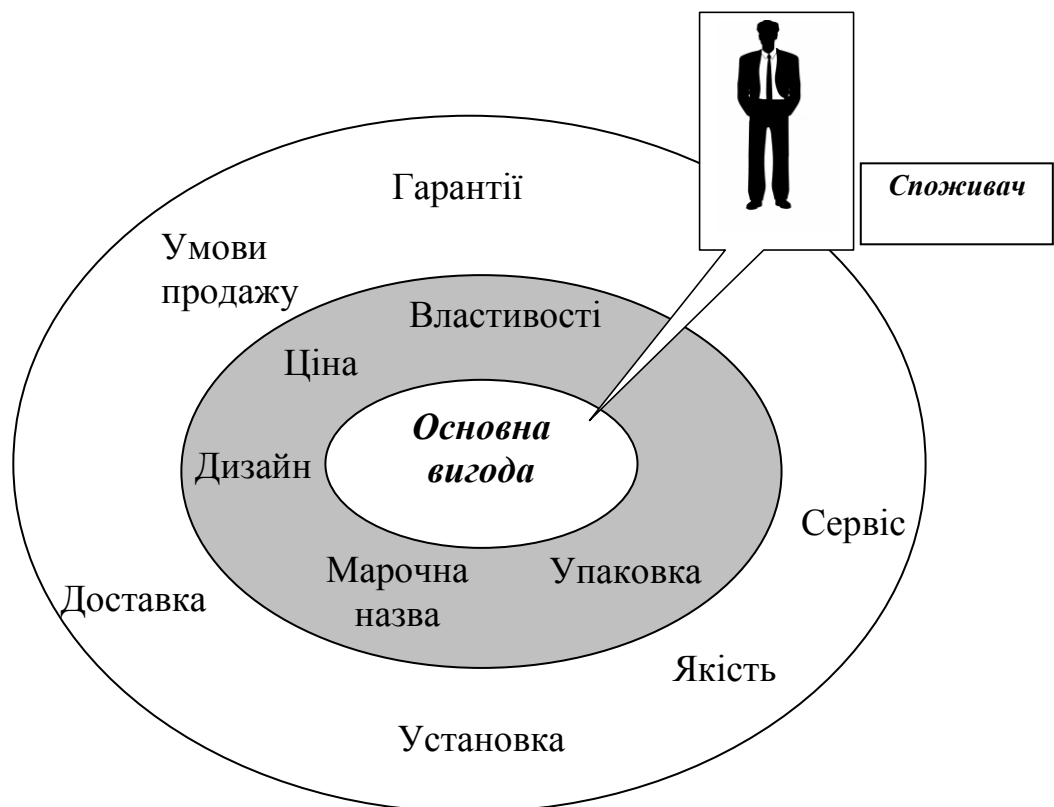 Споживач
Гарантії
Умови
продажу
Властивості
Ціна
Основна
вигода
Дизайн
Сервіс
Марочна
назва
Упаковка
Доставка
Якість
Установка